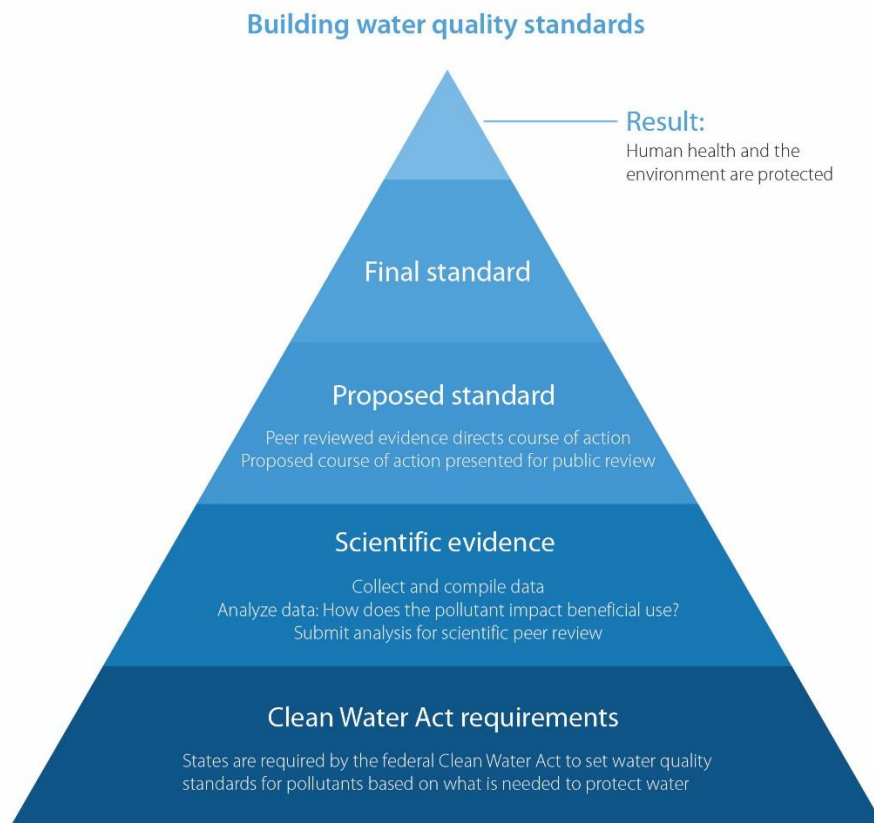 Building water quality standards
Result:
Human health and the
environment are protected
Final standard
Proposed standard
Peer reviewed evidence directs course of action
Proposed course of action presented for public review
Scientific evidence
Collect and compile data
Analyze data: How does the pollutant impact beneficial use?
Submit analysis for scientific peer review
Clean Water Act requirements
States are required by the federal Clean Water Act to set water quality
standards for pollutants based on what is needed to protect water